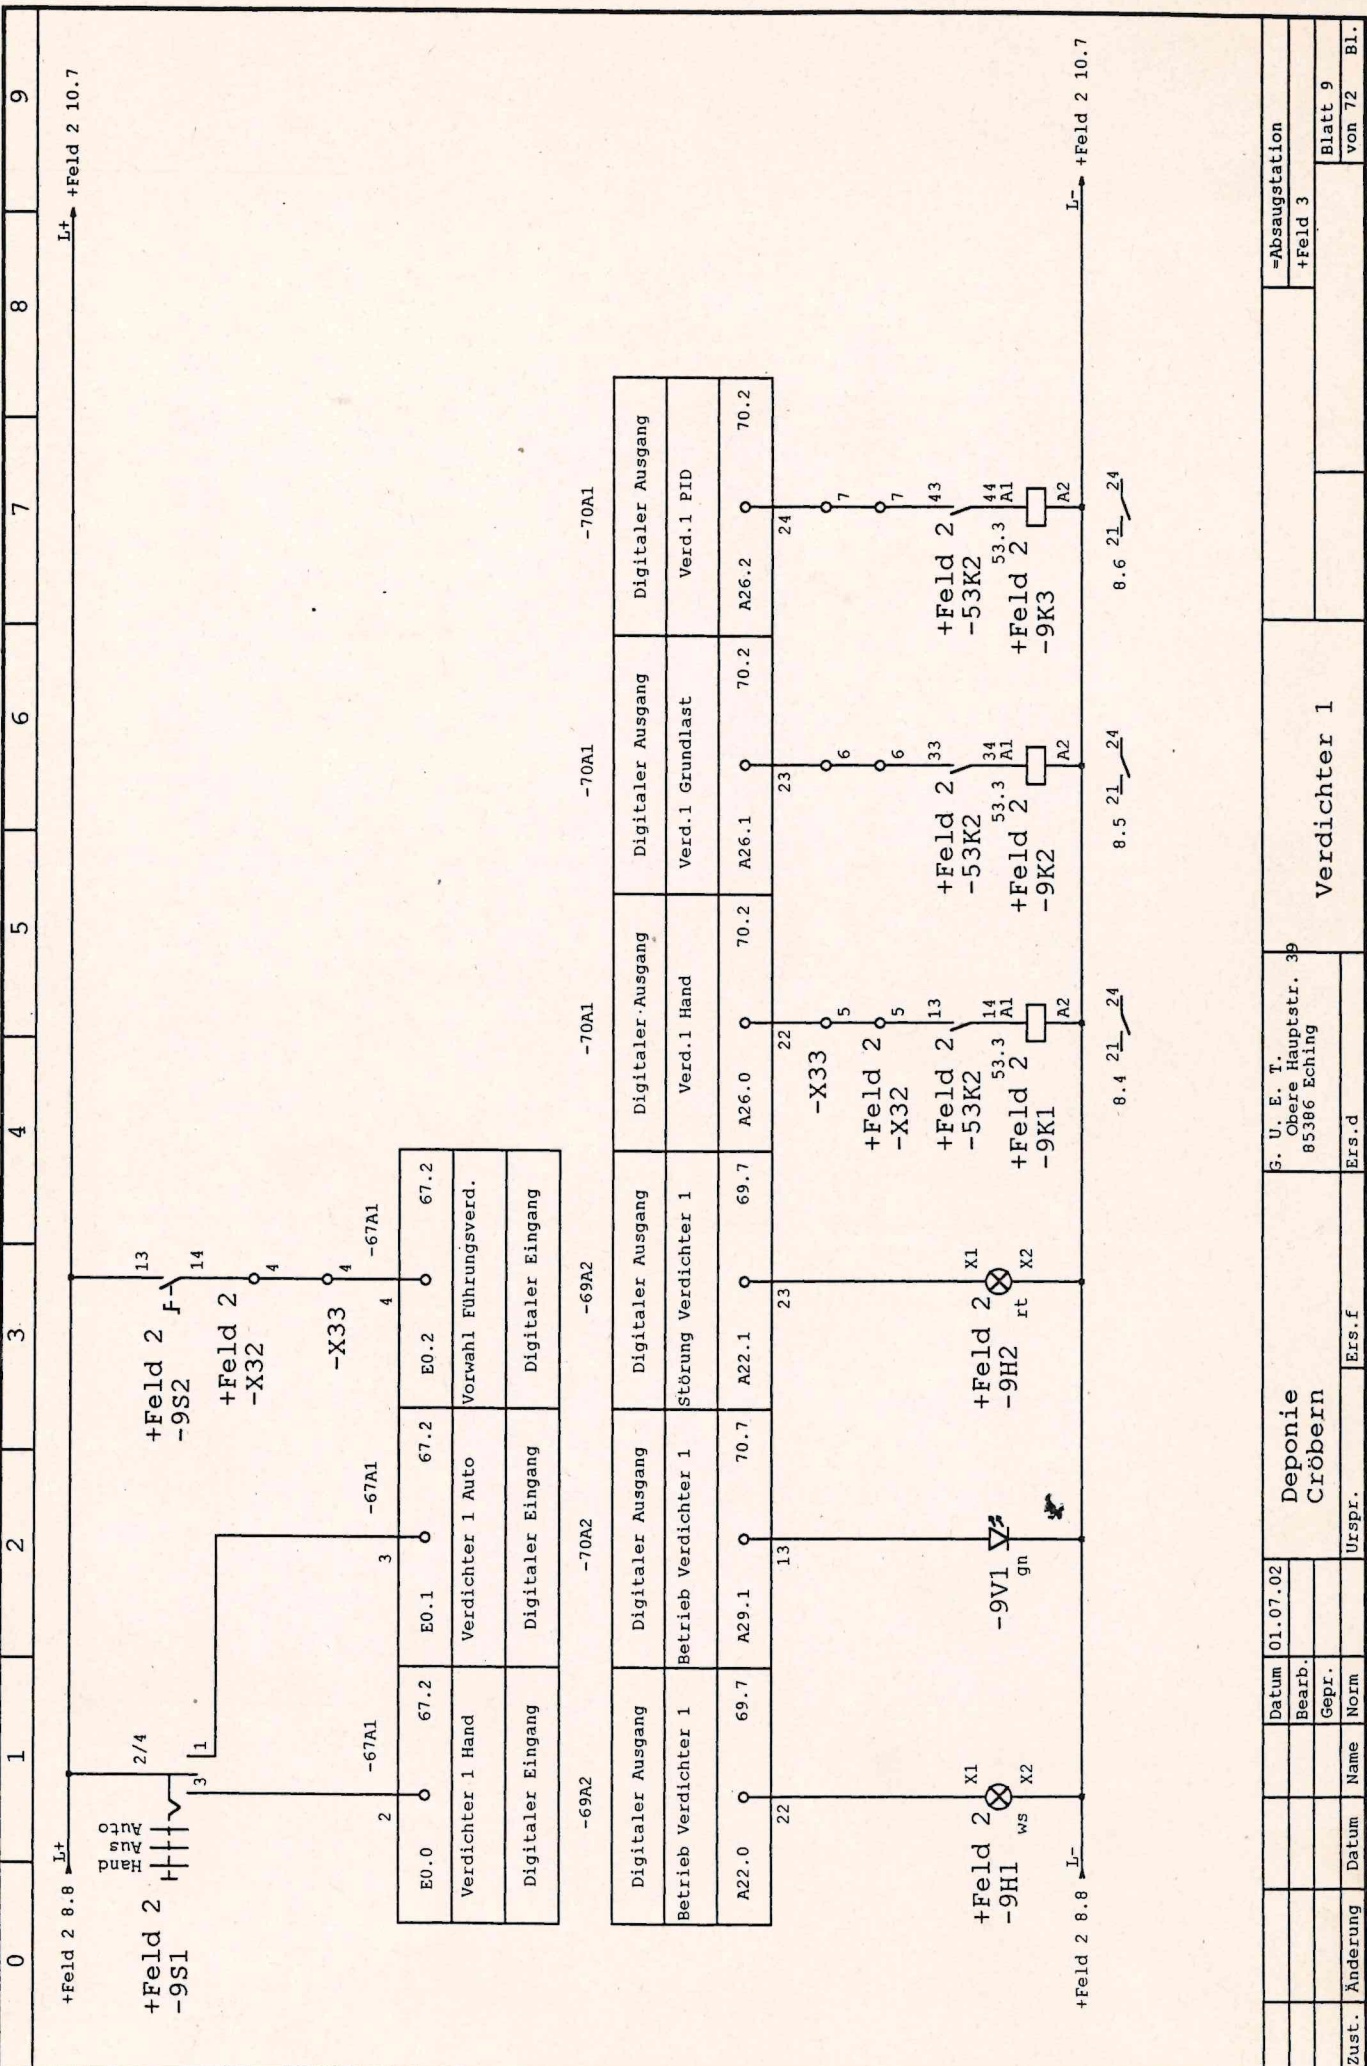 0 1 2 3 4 5 6 7 8 9
+Feld 2 8.8 L+
L+ +Feld 2 10.7
Hand
Aus
Auto
+Feld 2
-9S1
2/4
3 1
+Feld 2
-9S2
13
14
+Feld 2
-X32
4
-X33
4
-67A1
-67A1
-67A1
2
3
4
E0.0 67.2
E0.1 67.2
E0.2 67.2
Verdichter 1 Hand
Verdichter 1 Auto
Vorwahl Führungsverd.
Digitaler Eingang
Digitaler Eingang
Digitaler Eingang
-69A2
-70A2
-69A2
-70A1
-70A1
-70A1
Digitaler Ausgang
Digitaler Ausgang
Digitaler Ausgang
Digitaler Ausgang
Digitaler Ausgang
Digitaler Ausgang
Betrieb Verdichter 1
Betrieb Verdichter 1
Störung Verdichter 1
Verd.1 Hand
Verd.1 Grundlast
Verd.1 PID
A22.0 69.7
A29.1 70.7
A22.1 69.7
A26.0 70.2
A26.1 70.2
A26.2 70.2
22
13
23
22
23
24
-X33
5
6
7
+Feld 2
-X32
5
6
7
+Feld 2
-53K2
13
14
+Feld 2
-53K2
33
34
+Feld 2
-53K2
43
44
+Feld 2
-9H1
X1
X2
ws
-9V1
gn
+Feld 2
-9H2
X1
X2
rt
53.3
+Feld 2
-9K1
A1
A2
53.3
+Feld 2
-9K2
A1
A2
53.3
+Feld 2
-9K3
A1
A2
+Feld 2 8.8 L-
L- +Feld 2 10.7
8.4 21 24
8.5 21 24
8.6 21 24
Zust. Änderung Datum Name
Datum 01.07.02
Bearb.
Gepr.
Norm
Deponie
Cröbern
Urspr. Ers.f Ers.d
G. U. E. T.
Obere Hauptstr. 39
85386 Eching
Verdichter 1
=Absaugstation
+Feld 3
Blatt 9
von 72 Bl.